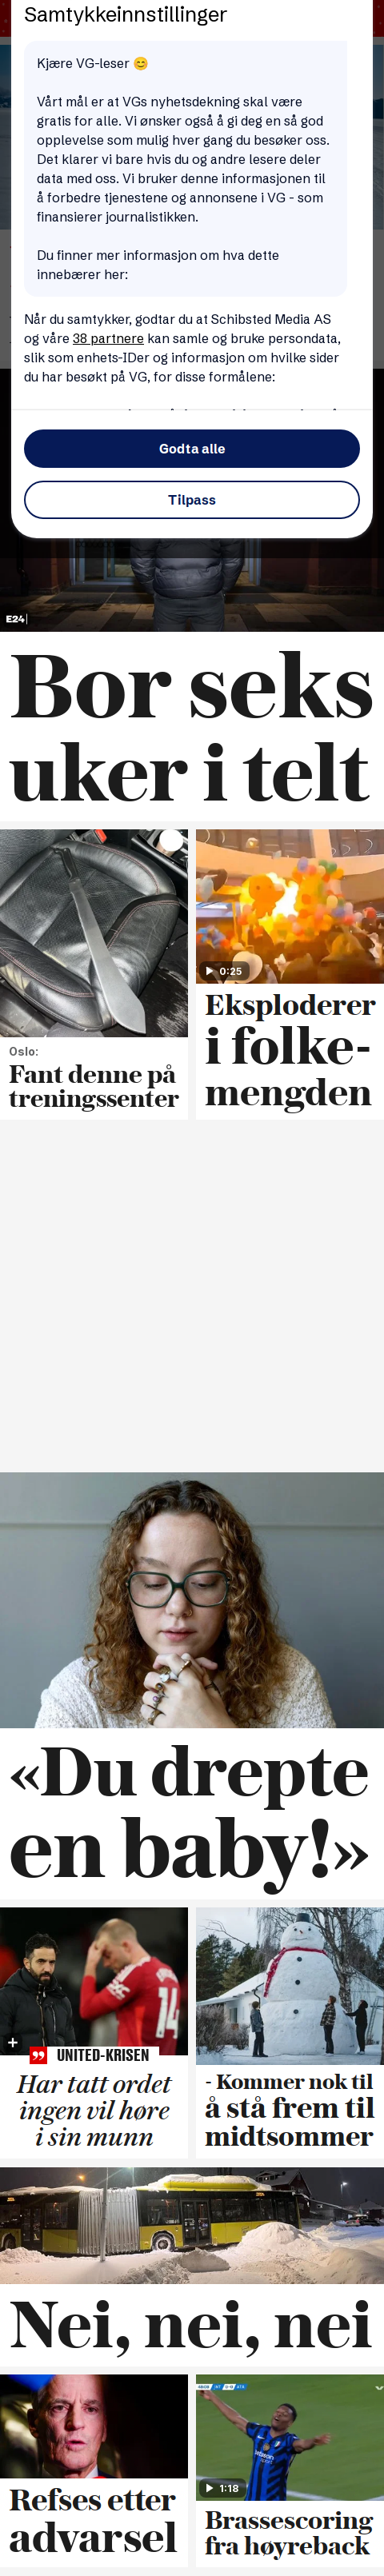 Samtykkeinnstillinger
Kjære VG-leser 😊
Vårt mål er at VGs nyhetsdekning skal være
gratis for alle. Vi ønsker også å gi deg en så god
opplevelse som mulig hver gang du besøker oss.
Det klarer vi bare hvis du og andre lesere deler
data med oss. Vi bruker denne informasjonen til
å forbedre tjenestene og annonsene i VG - som
finansierer journalistikken.
Du finner mer informasjon om hva dette
innebærer her:
Når du samtykker, godtar du at Schibsted Media AS
og våre 38 partnere kan samle og bruke persondata,
slik som enhets-IDer og informasjon om hvilke sider
du har besøkt på VG, for disse formålene:
Godta alle
Tilpass
E24
Bor seks
uker i telt
Oslo:
Fant denne på
treningssenter
0:25
Eksploderer
i folke-
mengden
«Du drepte
en baby!»
UNITED-KRISEN
Har tatt ordet
ingen vil høre
i sin munn
- Kommer nok til
å stå frem til
midtsommer
Nei, nei, nei
Refses etter
advarsel
1:18
Brassescoring
fra høyreback